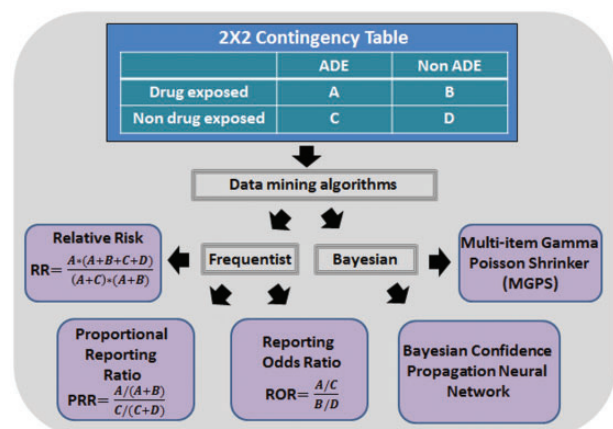 2X2 Contingency Table
ADE Non ADE
Drug exposed A B
Non drug exposed C D
Data mining algorithms
Frequentist
Bayesian
Relative Risk
RR= A*(A+B+C+D) / (A+C)*(A+B)
Multi-item Gamma
Poisson Shrinker
(MGPS)
Proportional
Reporting
Ratio
PRR= A/(A+B) / C/(C+D)
Reporting
Odds Ratio
ROR= A/C / B/D
Bayesian Confidence
Propagation Neural
Network